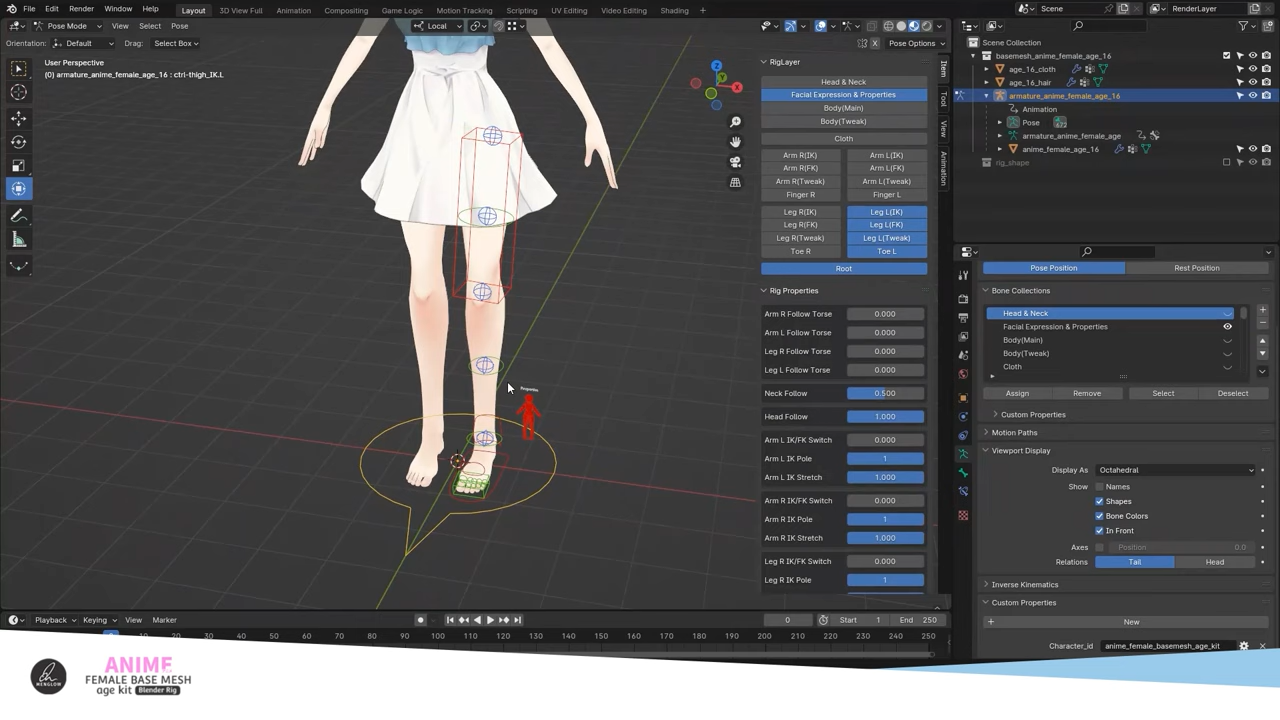 File Edit Render Window Help Layout 3D View Full Animation Compositing Game Logic Motion Tracking Scripting UV Editing Video Editing Shading + Scene RenderLayer
Pose Mode View Select Pose Local
Orientation: Default Drag: Select Box X Pose Options
User Perspective
(0) armature_anime_female_age_16 : ctrl-thigh_IK.L
Z
Y
X
Properties
RigLayer
Head & Neck
Facial Expression & Properties
Body(Main)
Body(Tweak)
Cloth
Arm R(IK) Arm L(IK)
Arm R(FK) Arm L(FK)
Arm R(Tweak) Arm L(Tweak)
Finger R Finger L
Leg R(IK) Leg L(IK)
Leg R(FK) Leg L(FK)
Leg R(Tweak) Leg L(Tweak)
Toe R Toe L
Root
Rig Properties
Arm R Follow Torse 0.000
Arm L Follow Torse 0.000
Leg R Follow Torse 0.000
Leg L Follow Torse 0.000
Neck Follow 0.500
Head Follow 1.000
Arm L IK/FK Switch 0.000
Arm L IK Pole 1
Arm L IK Stretch 1.000
Arm R IK/FK Switch 0.000
Arm R IK Pole 1
Arm R IK Stretch 1.000
Leg R IK/FK Switch 0.000
Leg R IK Pole 1
Item
Tool
View
Animation
Scene Collection
basemesh_anime_female_age_16
age_16_cloth
age_16_hair
armature_anime_female_age_16
Animation
Pose
armature_anime_female_age
anime_female_age_16
rig_shape
Pose Position Rest Position
Bone Collections
Head & Neck
Facial Expression & Properties
Body(Main)
Body(Tweak)
Cloth
Assign Remove Select Deselect
Custom Properties
Motion Paths
Viewport Display
Display As Octahedral
Show Names
Shapes
Bone Colors
In Front
Axes Position 0.0
Relations Tail Head
Inverse Kinematics
Custom Properties
New
Character_id anime_female_basemesh_age_kit
Playback Keying View Marker 0 Start 1 End 250
20 30 40 50 60 70 80 90 100 110 120 130 140 150 160 170 180 190 200 210 220 230 240 250
MENGLOW
ANIME
FEMALE BASE MESH
age kit Blender Rig